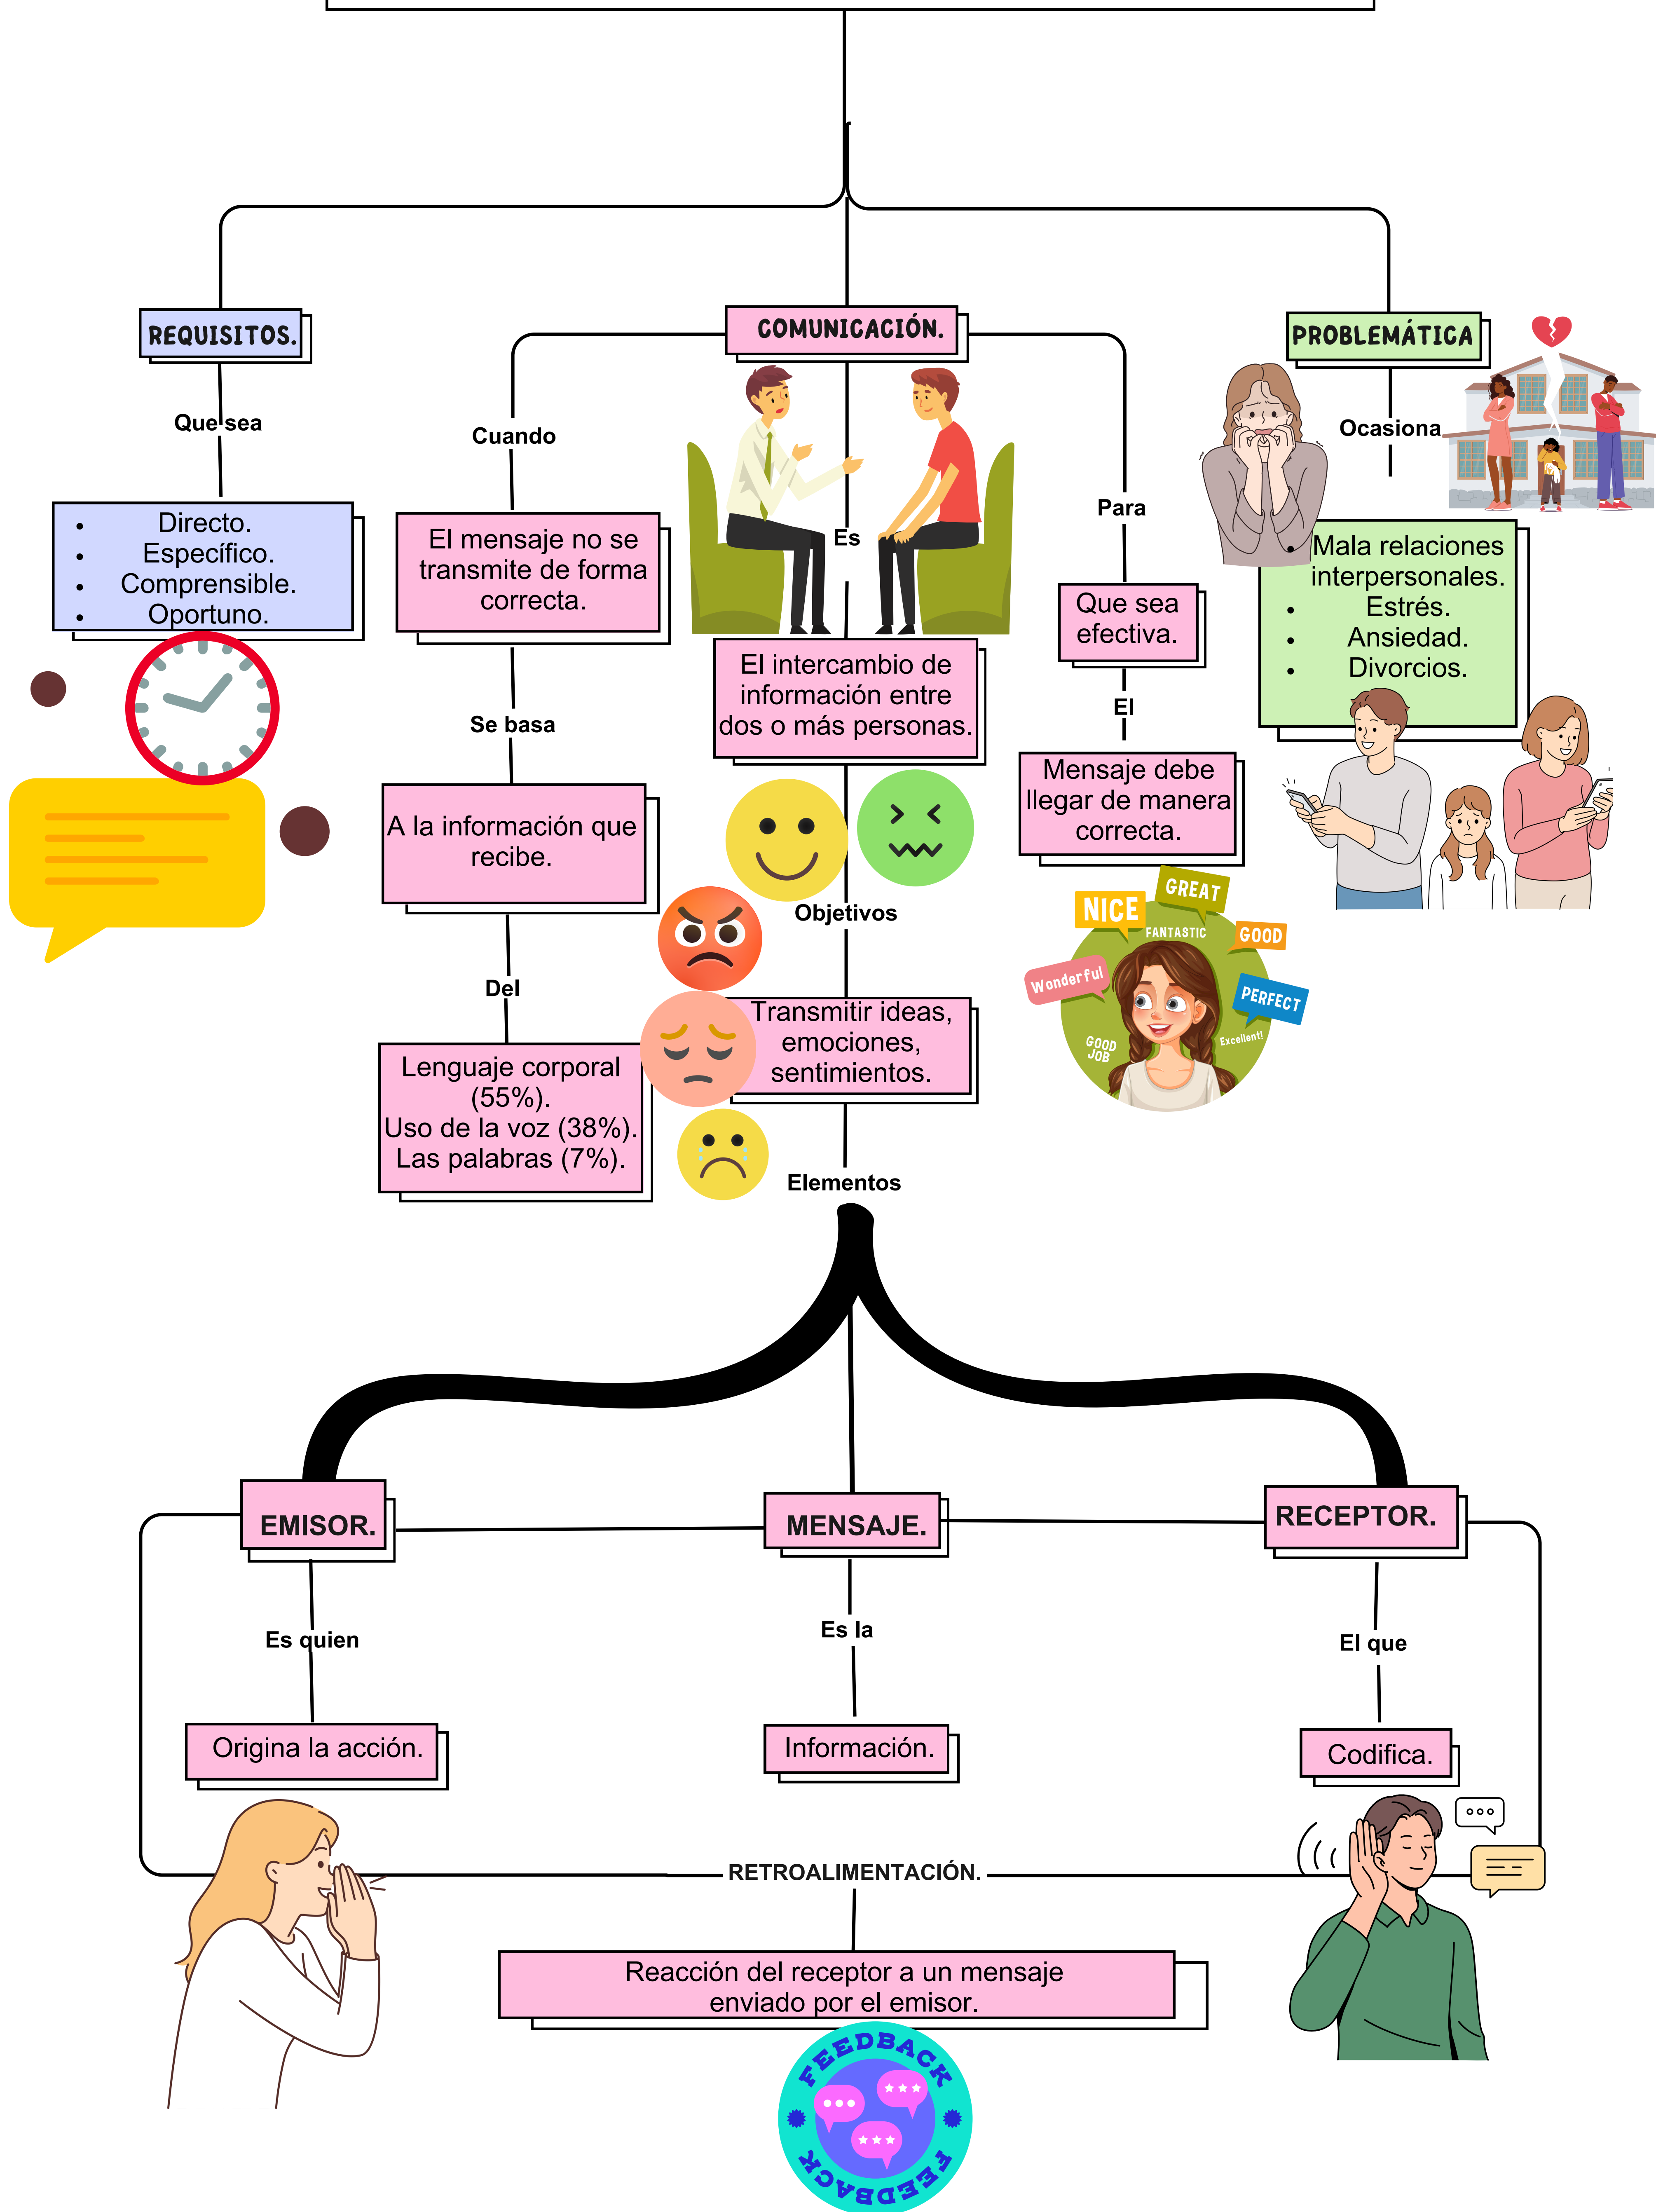 REQUISITOS.
Que sea
Directo.
Específico.
Comprensible.
Oportuno.
COMUNICACIÓN.
Cuando
El mensaje no se
transmite de forma
correcta.
Se basa
A la información que
recibe.
Del
Lenguaje corporal
(55%).
Uso de la voz (38%).
Las palabras (7%).
Es
El intercambio de
información entre
dos o más personas.
Objetivos
Transmitir ideas,
emociones,
sentimientos.
Elementos
Para
Que sea
efectiva.
El
Mensaje debe
llegar de manera
correcta.
GREAT
NICE
FANTASTIC
GOOD
Wonderful
PERFECT
GOOD
JOB
Excellent!
PROBLEMÁTICA
Ocasiona
Mala relaciones
interpersonales.
Estrés.
Ansiedad.
Divorcios.
EMISOR.
Es quien
Origina la acción.
MENSAJE.
Es la
Información.
RECEPTOR.
El que
Codifica.
RETROALIMENTACIÓN.
Reacción del receptor a un mensaje
enviado por el emisor.
FEEDBACK
FEEDBACK